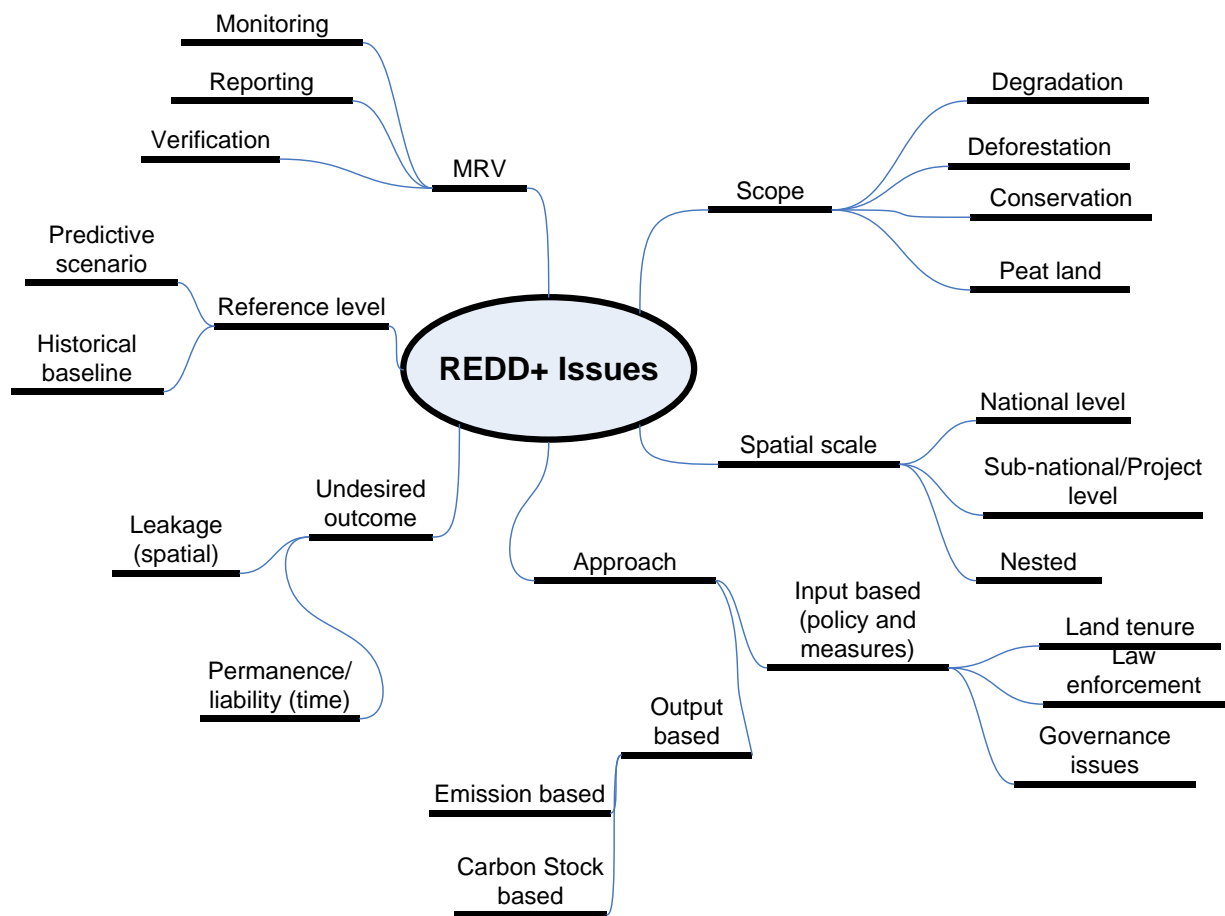 Monitoring
Reporting
Verification
MRV
Predictive
scenario
Historical
baseline
Reference level
REDD+ Issues
Scope
Degradation
Deforestation
Conservation
Peat land
Spatial scale
National level
Sub-national/Project
level
Nested
Undesired
outcome
Leakage
(spatial)
Permanence/
liability (time)
Approach
Input based
(policy and
measures)
Land tenure
Law
enforcement
Governance
issues
Output
based
Emission based
Carbon Stock
based